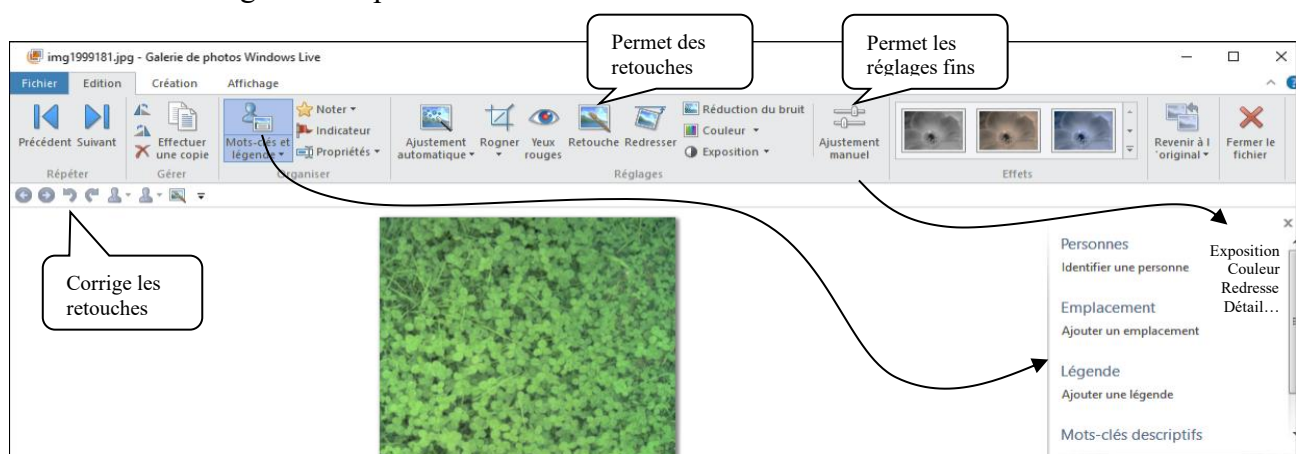 Permet des
retouches
Permet les
réglages fins
img1999181.jpg - Galerie de photos Windows Live
Fichier Edition Création Affichage
Précédent Suivant
Effectuer
une copie
Mots-clés et
légende
Noter
Indicateur
Propriétés
Ajustement
automatique
Rogner
Yeux
rouges
Retouche
Redresser
Réduction du bruit
Couleur
Exposition
Ajustement
manuel
Revenir à l
'original
Fermer le
fichier
Répéter Gérer Organiser Réglages Effets
Corrige les
retouches
Personnes
Identifier une personne
Emplacement
Ajouter un emplacement
Légende
Ajouter une légende
Mots-clés descriptifs
Exposition
Couleur
Redresse
Détail…